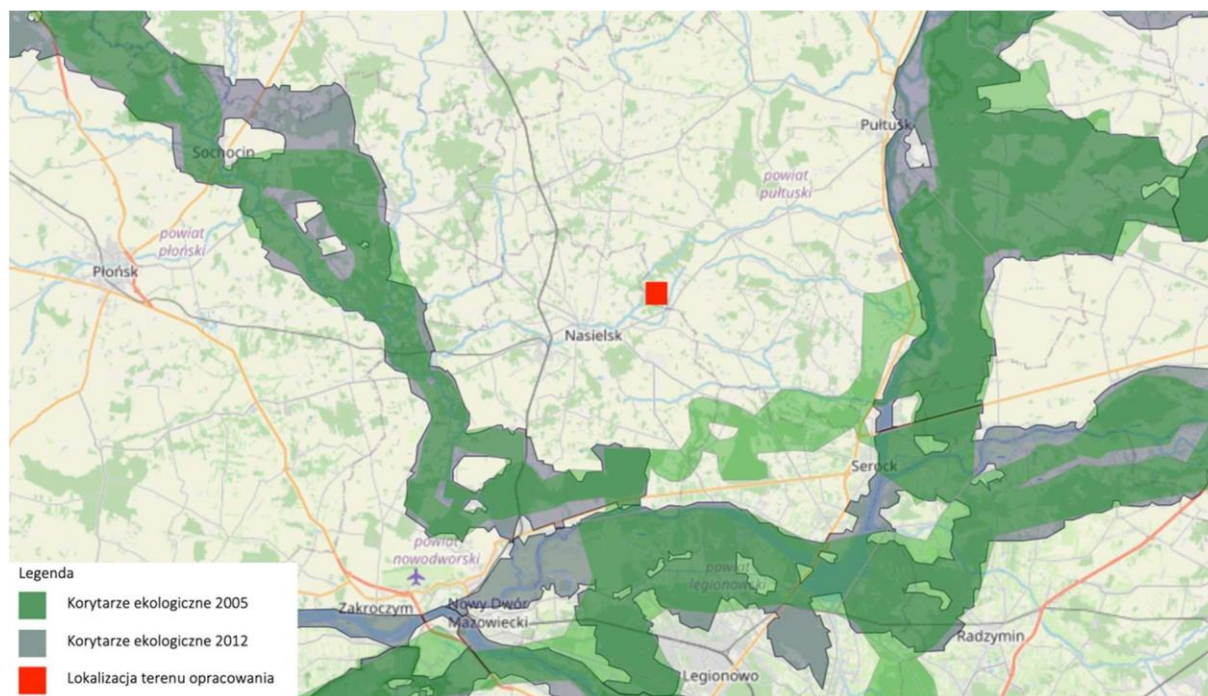 Pułtusk
Sochocin
powiat
pułtuski
powiat
płoński
Płońsk
Nasielsk
Serock
powiat
nowodworski
powiat
legionowski
Legenda
Korytarze ekologiczne 2005
Zakroczym
Nowy Dwór
Mazowiecki
Radzymin
Korytarze ekologiczne 2012
Lokalizacja terenu opracowania
Legionowo